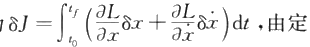 δJ = ∫_{t_0}^{t_f} (∂L/∂x δx + ∂L/∂ẋ δẋ) dt ,由定